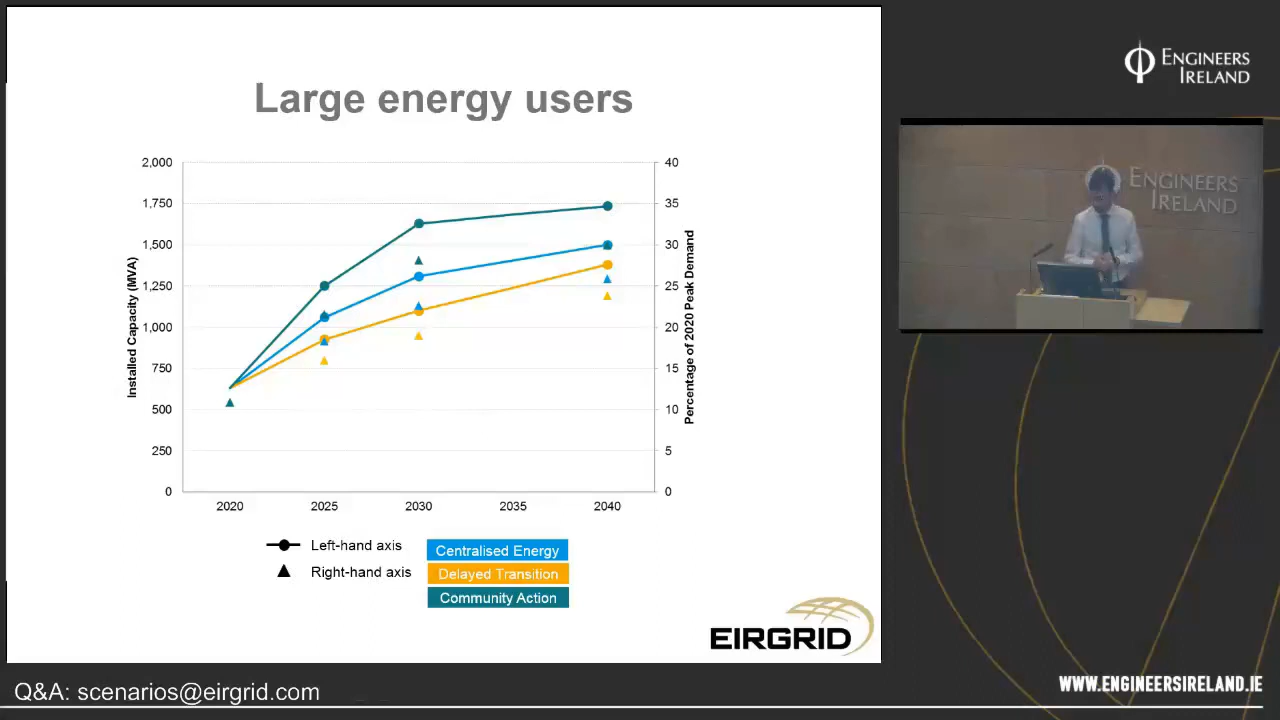 Large energy users
2,000
1,750
1,500
1,250
1,000
750
500
250
0
Installed Capacity (MVA)
40
35
30
25
20
15
10
5
0
Percentage of 2020 Peak Demand
2020 2025 2030 2035 2040
Left-hand axis
Right-hand axis
Centralised Energy
Delayed Transition
Community Action
EIRGRID
Q&A: scenarios@eirgrid.com
ENGINEERS
IRELAND
ENGINEERS
IRELAND
WWW.ENGINEERSIRELAND.IE